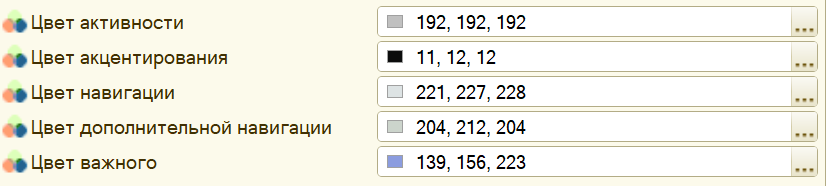 Цвет активности 192, 192, 192 ...
Цвет акцентирования 11, 12, 12 ...
Цвет навигации 221, 227, 228 ...
Цвет дополнительной навигации 204, 212, 204 ...
Цвет важного 139, 156, 223 ...